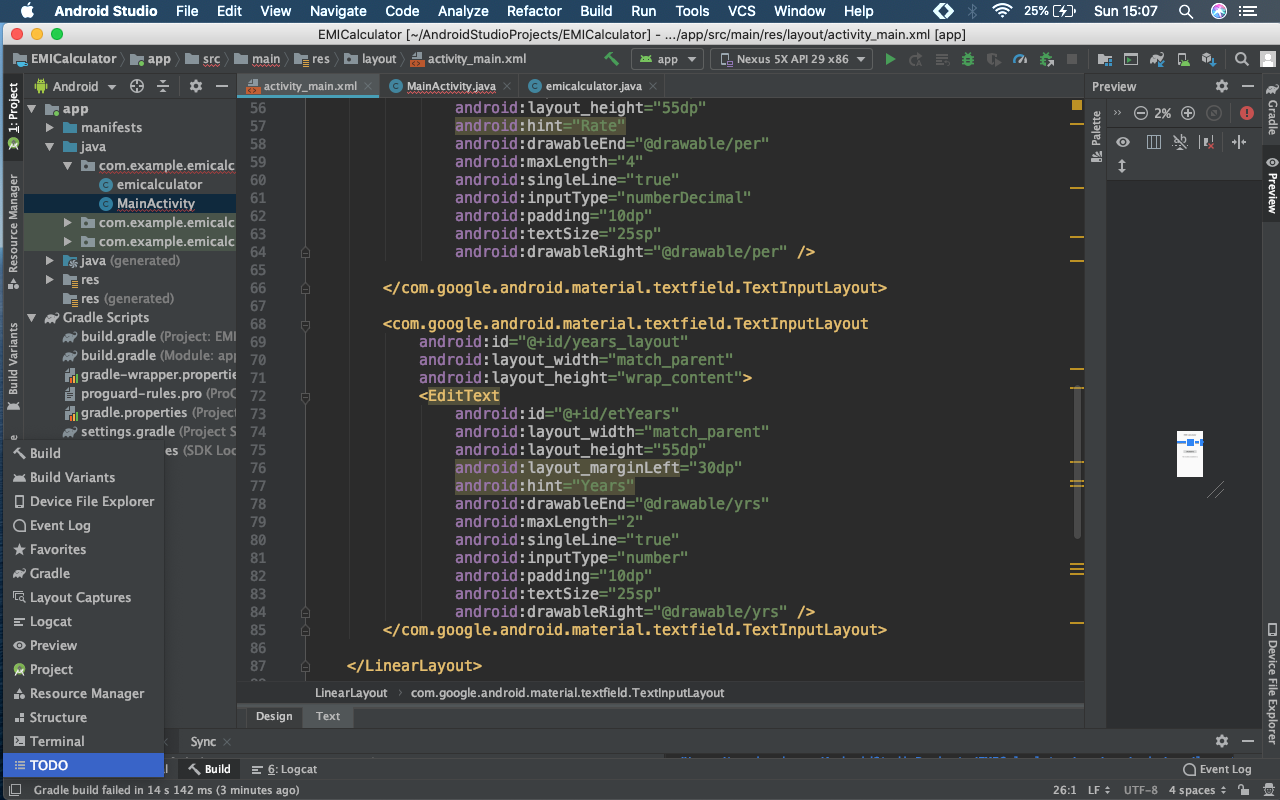 Android Studio File Edit View Navigate Code Analyze Refactor Build Run Tools VCS Window Help 25% Sun 15:07
EMICalculator [~/AndroidStudioProjects/EMICalculator] - .../app/src/main/res/layout/activity_main.xml [app]
EMICalculator app src main res layout activity_main.xml app Nexus 5X API 29 x86
1: Project
Resource Manager
Build Variants
Android
app
manifests
java
com.example.emicalc
emicalculator
MainActivity
com.example.emicalc
com.example.emicalc
java (generated)
res
res (generated)
Gradle Scripts
build.gradle (Project: EMI
build.gradle (Module: app
gradle-wrapper.propertie
proguard-rules.pro (ProC
gradle.properties (Project
settings.gradle (Project S
es (SDK Loc
Build
Build Variants
Device File Explorer
Event Log
Favorites
Gradle
Layout Captures
Logcat
Preview
Project
Resource Manager
Structure
Terminal
TODO
activity_main.xml MainActivity.java emicalculator.java
56 android:layout_height="55dp"
57 android:hint="Rate"
58 android:drawableEnd="@drawable/per"
59 android:maxLength="4"
60 android:singleLine="true"
61 android:inputType="numberDecimal"
62 android:padding="10dp"
63 android:textSize="25sp"
64 android:drawableRight="@drawable/per" />
65
66 </com.google.android.material.textfield.TextInputLayout>
67
68 <com.google.android.material.textfield.TextInputLayout
69 android:id="@+id/years_layout"
70 android:layout_width="match_parent"
71 android:layout_height="wrap_content">
72 <EditText
73 android:id="@+id/etYears"
74 android:layout_width="match_parent"
75 android:layout_height="55dp"
76 android:layout_marginLeft="30dp"
77 android:hint="Years"
78 android:drawableEnd="@drawable/yrs"
79 android:maxLength="2"
80 android:singleLine="true"
81 android:inputType="number"
82 android:padding="10dp"
83 android:textSize="25sp"
84 android:drawableRight="@drawable/yrs" />
85 </com.google.android.material.textfield.TextInputLayout>
86
87 </LinearLayout>
LinearLayout com.google.android.material.textfield.TextInputLayout
Design Text
Preview
2%
Palette
Gradle
Preview
Device File Explorer
Sync
Build 6: Logcat Event Log
Gradle build failed in 14 s 142 ms (3 minutes ago) 26:1 LF UTF-8 4 spaces